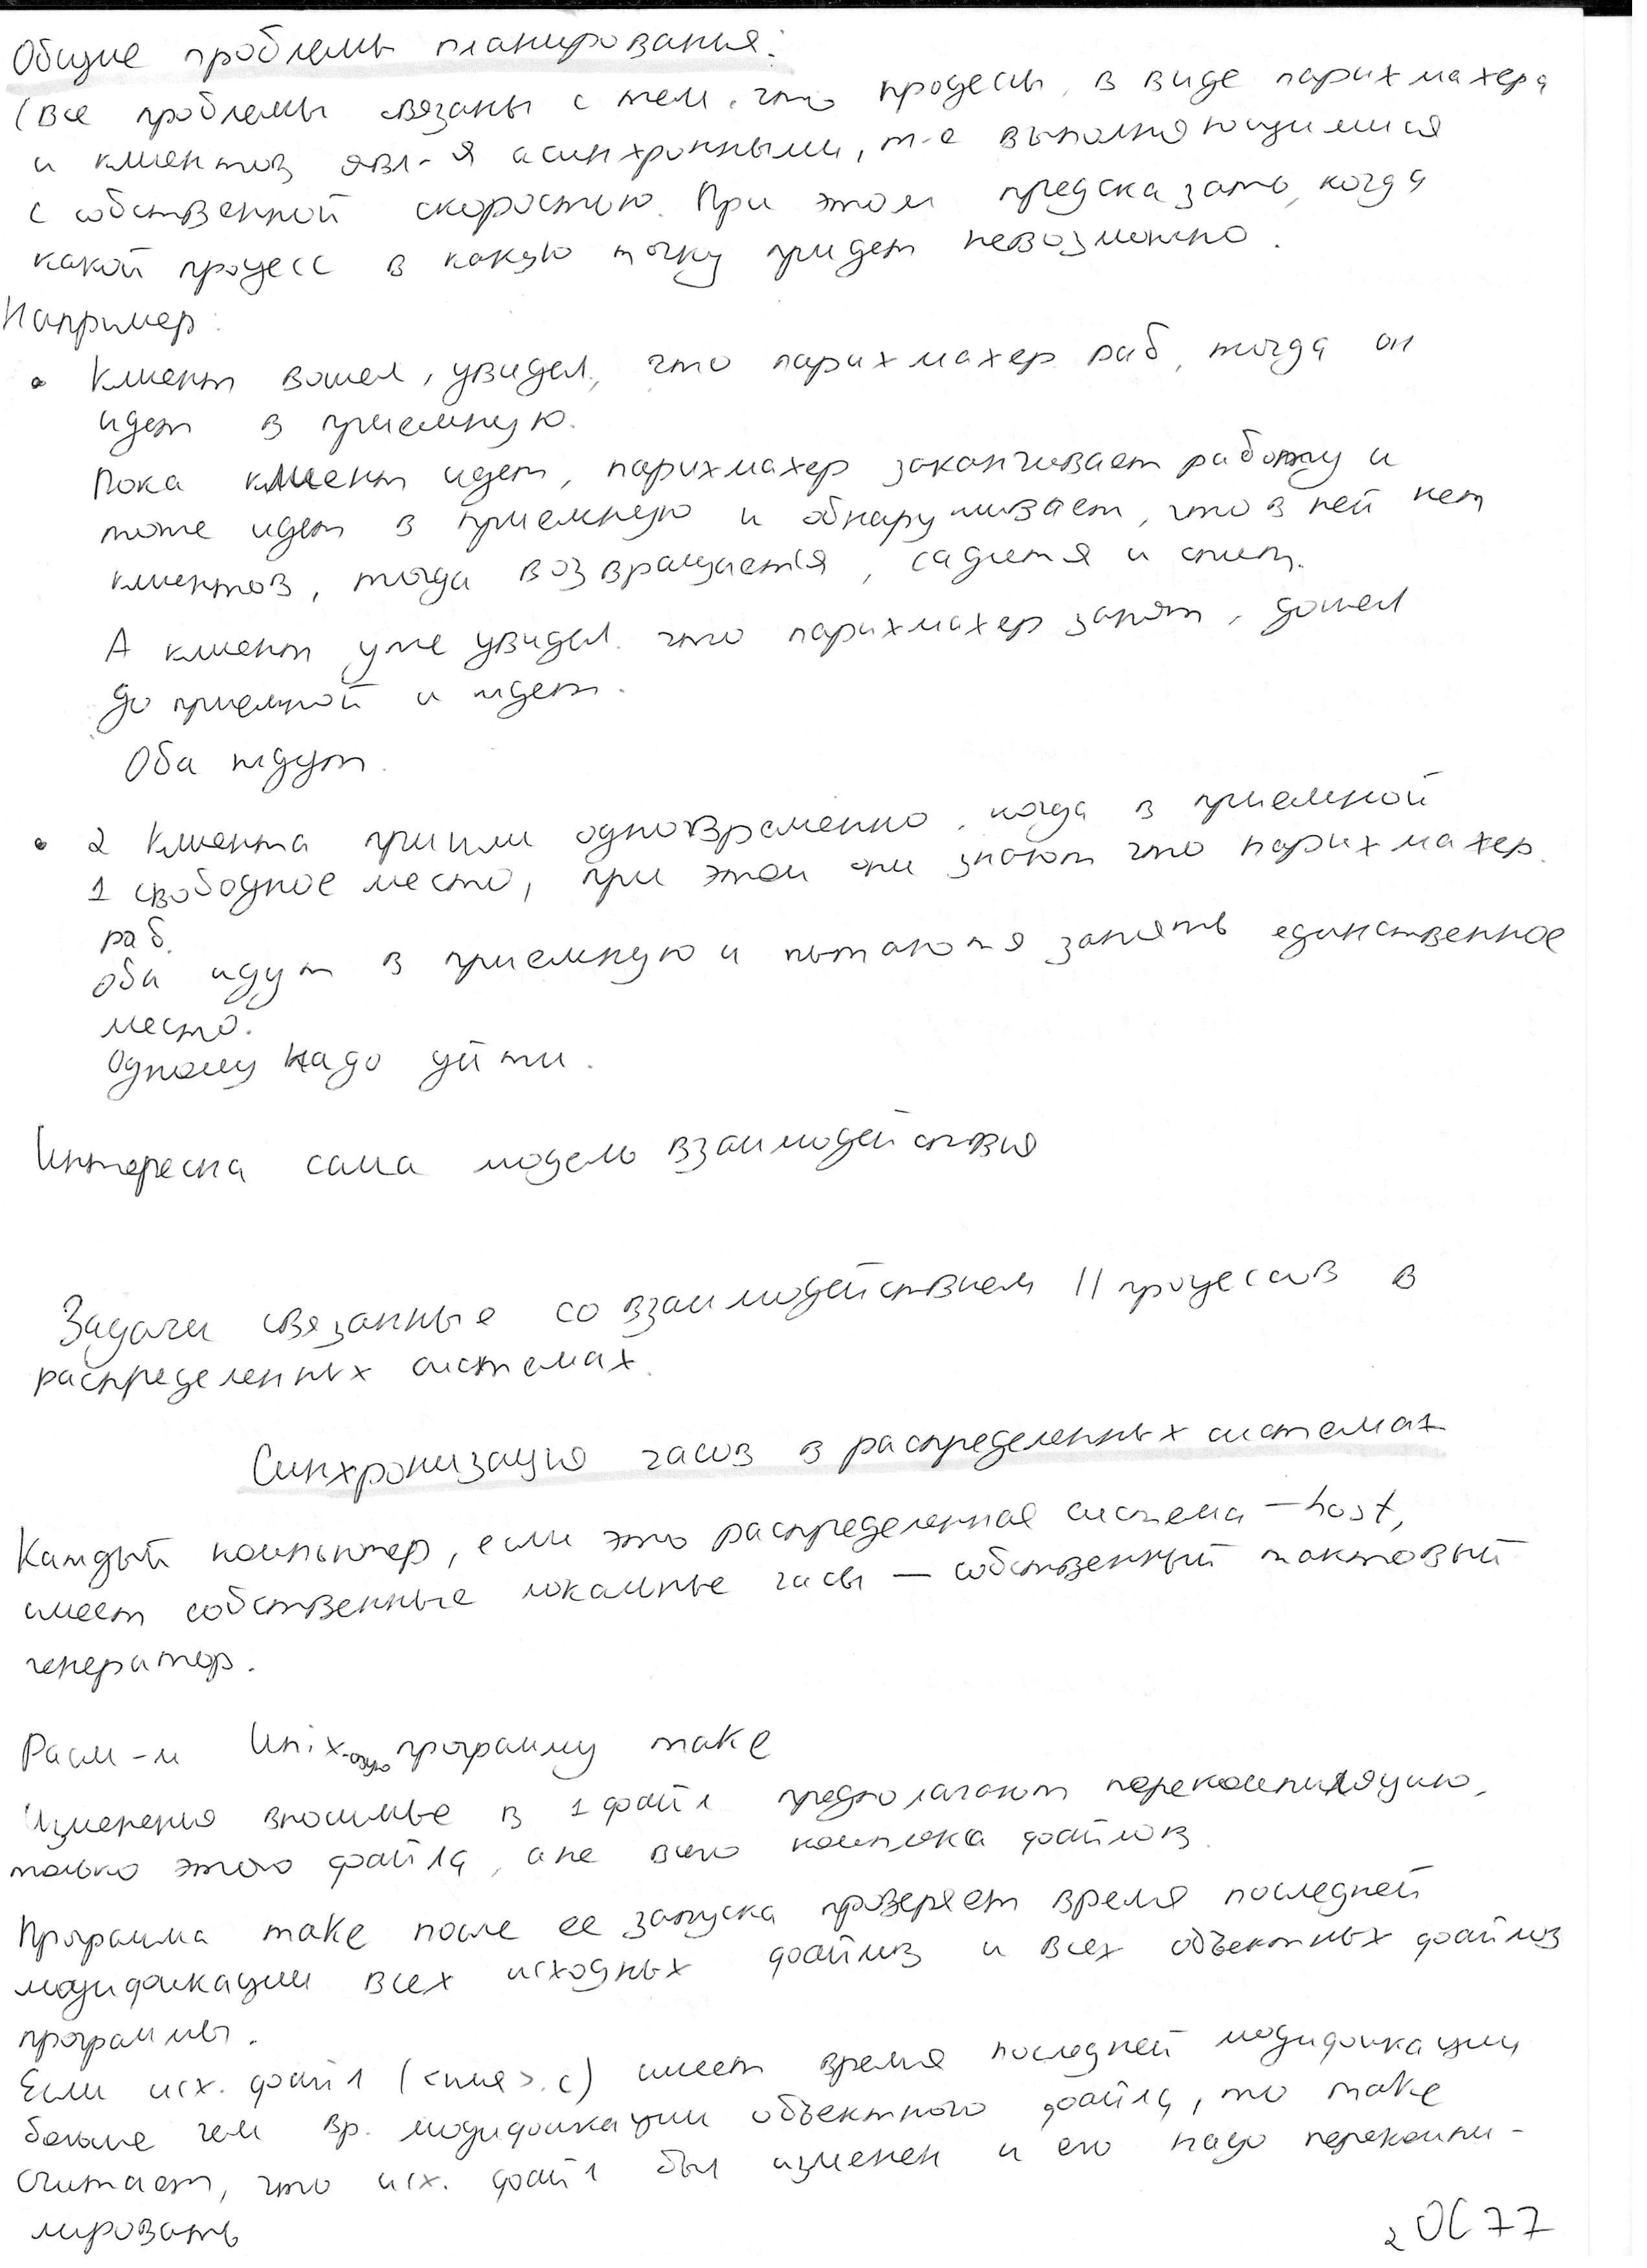 Общие проблемы планирования:
(Все проблемы связаны с тем, что процессы, в виде парикмахера
и клиентов явл-я асинхронными, т-е выполняющимися
с собственной скоростью. При этом предсказать, когда
какой процесс в какую точку придет невозможно.
Например:
• Клиент вошел, увидел, что парикмахер раб, тогда он
идет в приемную.
Пока клиент идет, парикмахер заканчивает работу и
тоже идет в приемную и обнаруживает, что в ней нет
клиентов, тогда возвращается, садится и спит.
А клиент уже увидел что парикмахер занят, дошел
до приемной и ждет.
Оба ждут.
• 2 клиента пришли одновременно, когда в приемной
1 свободное место, при этом они знают что парикмахер
раб.
оба идут в приемную и пытаются занять единственное
место.
Одному надо уйти.
Интересна сама модель взаимодействия
Задачи связанные со взаимодействием || процессов в
распределенных системах.
Синхронизация часов в распределенных системах
Каждый компьютер, если это распределенная система – host,
имеет собственные локальные часы – собственный тактовый
генератор.
Расм-м Unix-овую программу make
Изменения вносимые в 1 файл предполагают перекомпиляцию,
только этого файла, а не всего комплекса файлов.
Программа make после ее запуска проверяет время последней
модификации всех исходных файлов и всех объектных файлов
программы.
Если исх. файл (<имя>.c) имеет время последней модификации
больше чем вр. модификации объектного файла, то make
считает, что исх. файл был изменен и его надо перекомпи-
лировать
2 ОС 77